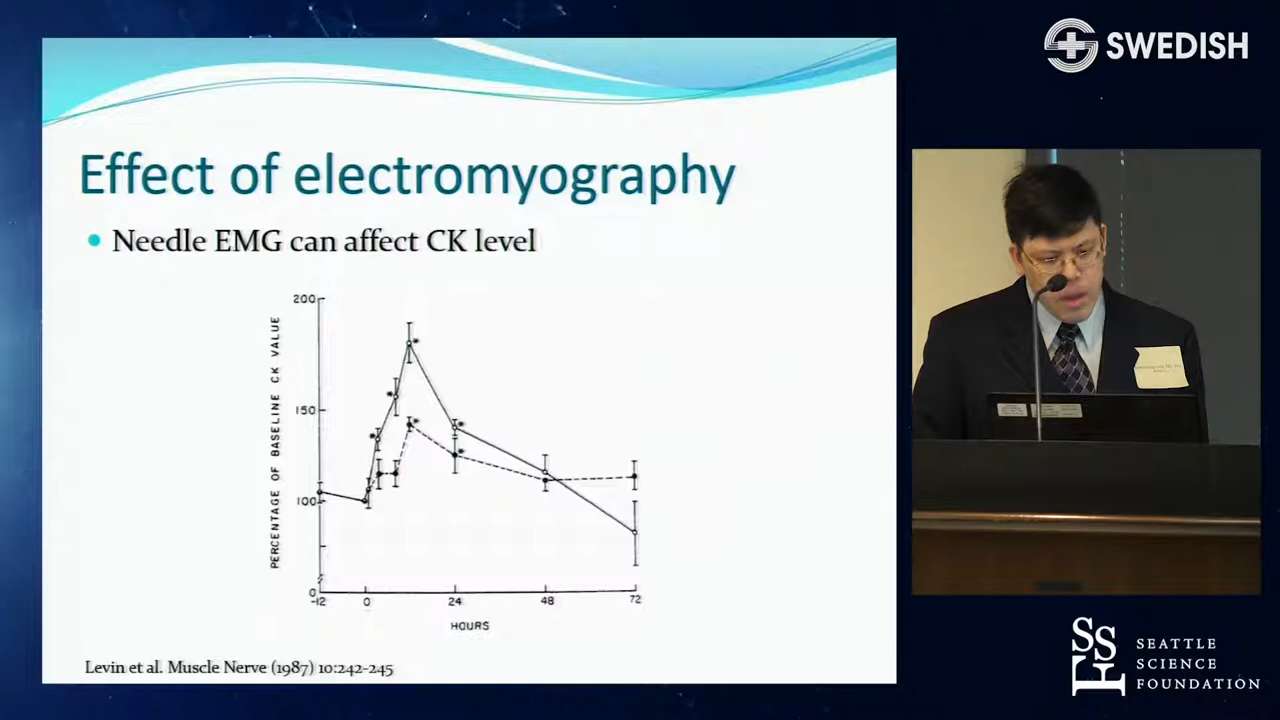 SWEDISH
Effect of electromyography
Needle EMG can affect CK level
PERCENTAGE OF BASELINE CK VALUE
200
150
100
0
-12
0
24
48
72
HOURS
Levin et al. Muscle Nerve (1987) 10:242-245
SEATTLE
SCIENCE
FOUNDATION